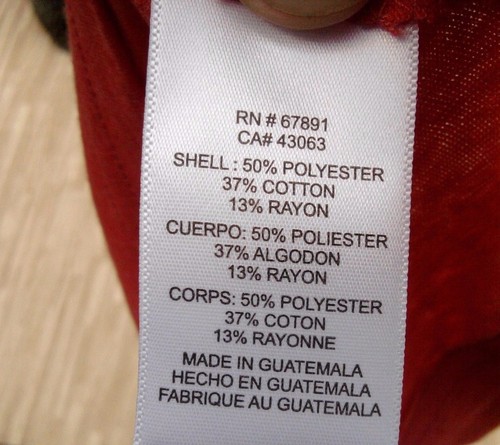 RN # 67891
CA# 43063
SHELL : 50% POLYESTER
37% COTTON
13% RAYON
CUERPO: 50% POLIESTER
37% ALGODON
13% RAYON
CORPS: 50% POLYESTER
37% COTON
13% RAYONNE
MADE IN GUATEMALA
HECHO EN GUATEMALA
FABRIQUE AU GUATEMALA